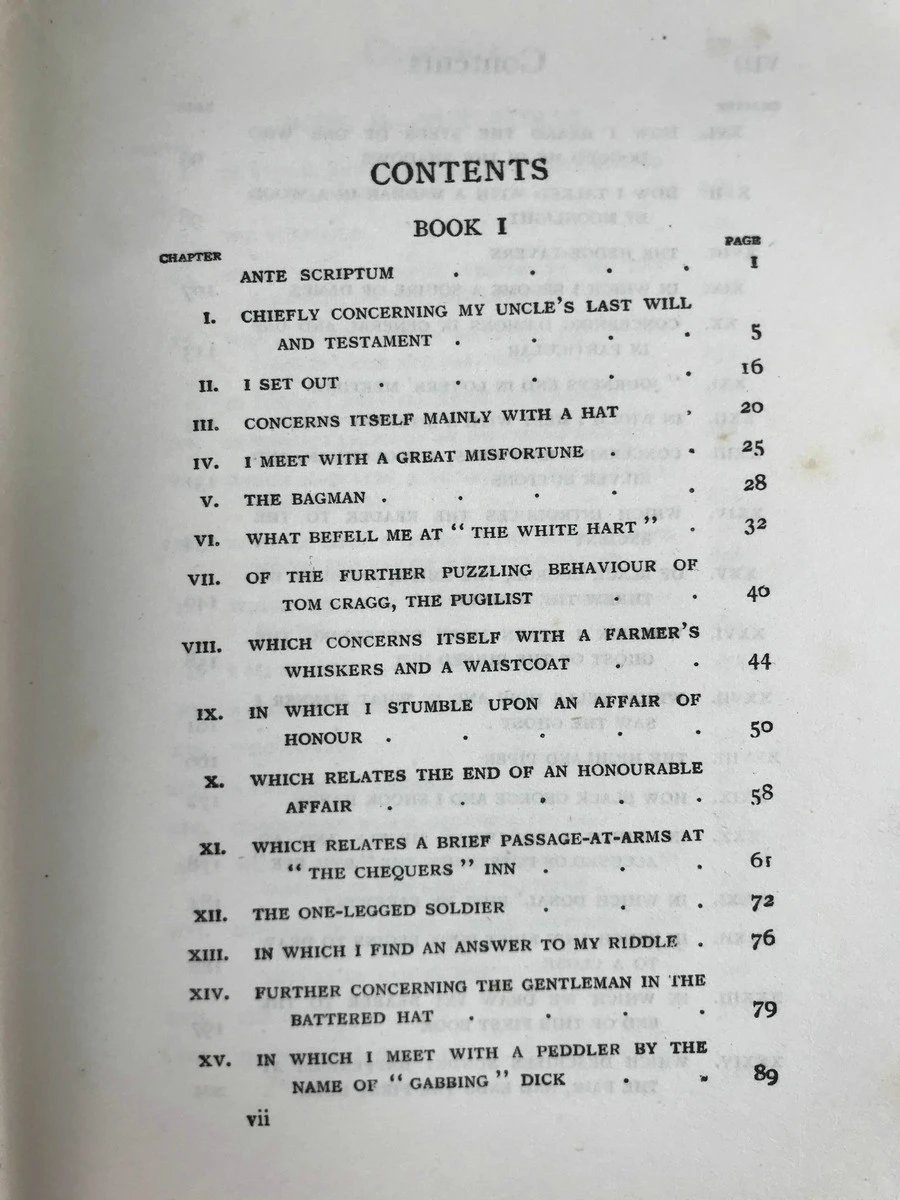 CONTENTS
BOOK I
CHAPTER PAGE
ANTE SCRIPTUM . . . . 1
I. CHIEFLY CONCERNING MY UNCLE'S LAST WILL
AND TESTAMENT . . . . 5
II. I SET OUT . . . . . 16
III. CONCERNS ITSELF MAINLY WITH A HAT . 20
IV. I MEET WITH A GREAT MISFORTUNE . . 25
V. THE BAGMAN . . . . . 28
VI. WHAT BEFELL ME AT "THE WHITE HART" . 32
VII. OF THE FURTHER PUZZLING BEHAVIOUR OF
TOM CRAGG, THE PUGILIST . . 40
VIII. WHICH CONCERNS ITSELF WITH A FARMER'S
WHISKERS AND A WAISTCOAT . . 44
IX. IN WHICH I STUMBLE UPON AN AFFAIR OF
HONOUR . . . . . 50
X. WHICH RELATES THE END OF AN HONOURABLE
AFFAIR . . . . . 58
XI. WHICH RELATES A BRIEF PASSAGE-AT-ARMS AT
"THE CHEQUERS" INN . . . 61
XII. THE ONE-LEGGED SOLDIER . . . 72
XIII. IN WHICH I FIND AN ANSWER TO MY RIDDLE . 76
XIV. FURTHER CONCERNING THE GENTLEMAN IN THE
BATTERED HAT . . . . 79
XV. IN WHICH I MEET WITH A PEDDLER BY THE
NAME OF "GABBING" DICK . . 89
vii